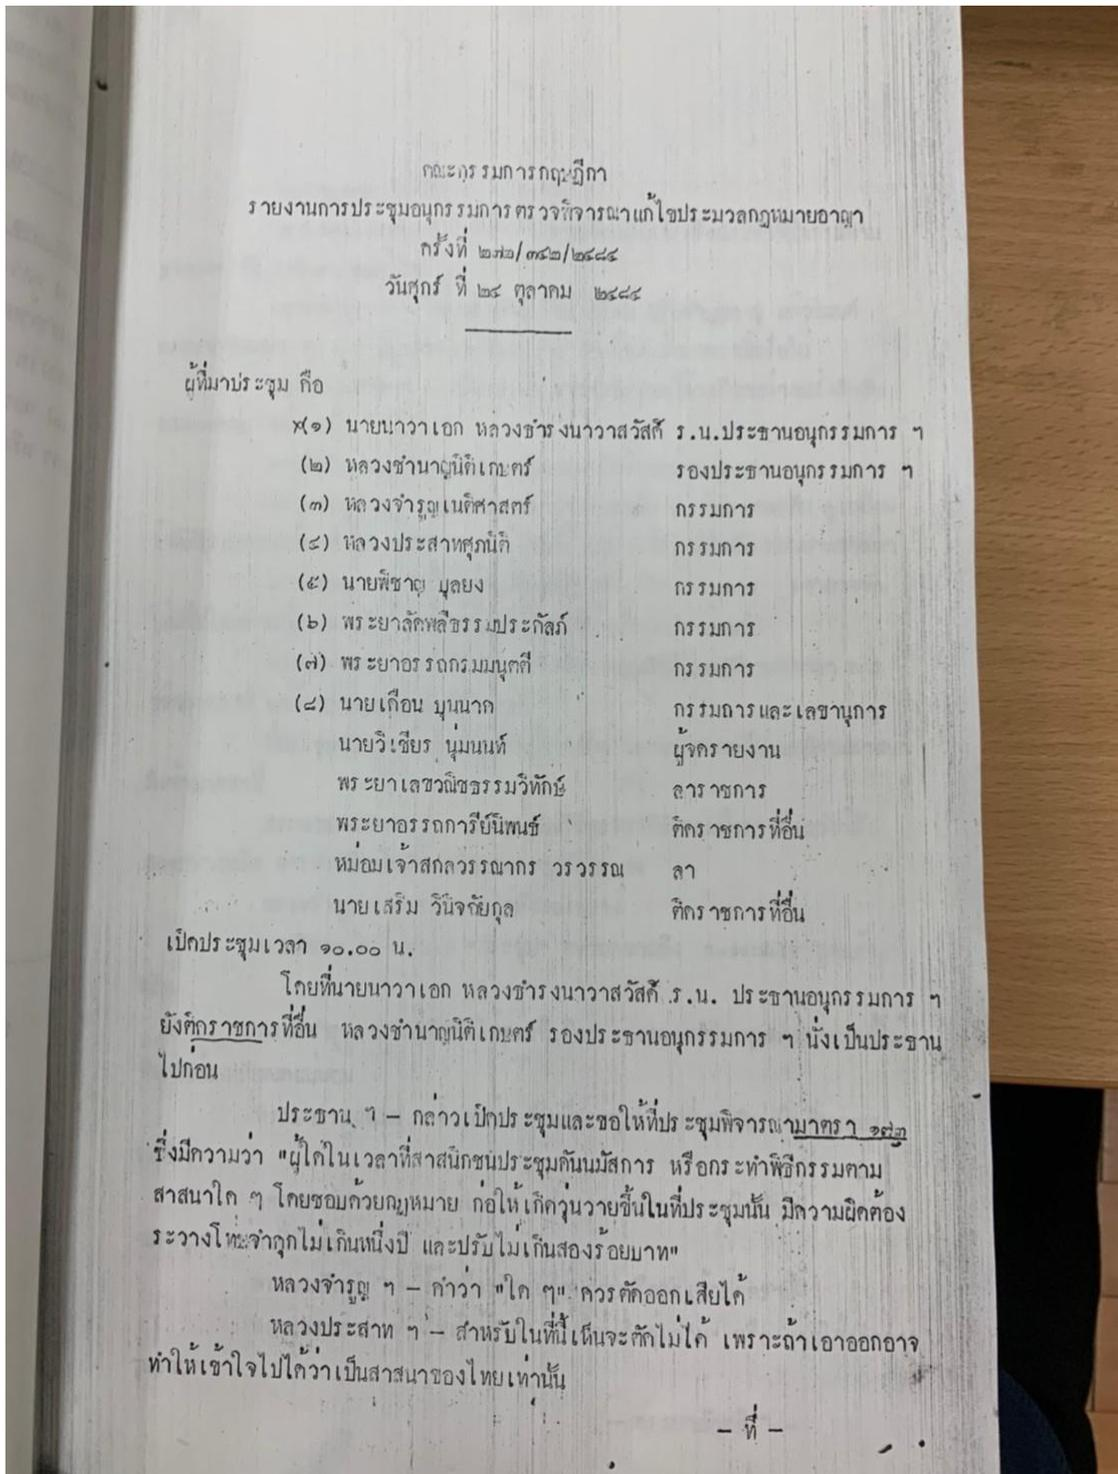 คณะกรรมการกฤษฎีกา
รายงานการประชุมอนุกรรมการตรวจพิจารณาแก้ไขประมวลกฎหมายอาญา
ครั้งที่ ๒๗๒/๓๔๒/๒๔๘๔
วันศุกร์ ที่ ๒๔ ตุลาคม ๒๔๘๔
ผู้ที่มาประชุม คือ
(๑) นายนาวาเอก หลวงธำรงนาวาสวัสดิ์ ร.น. ประธานอนุกรรมการ ฯ
(๒) หลวงชำนาญนิติเกษตร์ รองประธานอนุกรรมการ ฯ
(๓) หลวงจำรูญเนติศาสตร์ กรรมการ
(๔) หลวงประสาทศุภนิติ กรรมการ
(๕) นายพิชาญ บุลยง กรรมการ
(๖) พระยาลัดพลีธรรมประกัลภ์ กรรมการ
(๗) พระยาอรรถกรมมนุตตี กรรมการ
(๘) นายเดือน บุนนาค กรรมการและเลขานุการ
นายวิเชียร นุ่มนนท์ ผู้จดรายงาน
พระยาเลขวณิชธรรมวิทักษ์ ลาราชการ
พระยาอรรถการีย์นิพนธ์ ติดราชการที่อื่น
หม่อมเจ้าสกลวรรณากร วรวรรณ ลา
นายเสริม วินิจฉัยกุล ติดราชการที่อื่น
เปิดประชุมเวลา ๑๐.๐๐ น.
โดยที่นายนาวาเอก หลวงธำรงนาวาสวัสดิ์ ร.น. ประธานอนุกรรมการ ฯ
ยังติดราชการที่อื่น หลวงชำนาญนิติเกษตร์ รองประธานอนุกรรมการ ฯ นั่งเป็นประธาน
ไปก่อน
ประธาน ฯ – กล่าวเปิดประชุมและขอให้ที่ประชุมพิจารณามาตรา ๑๗๓
ซึ่งมีความว่า "ผู้ใดในเวลาที่สาสนิกชนประชุมกันนมัสการ หรือกระทำพิธีกรรมตาม
สาสนาใด ๆ โดยชอบด้วยกฎหมาย ก่อให้เกิดวุ่นวายขึ้นในที่ประชุมนั้น มีความผิดต้อง
ระวางโทษจำคุกไม่เกินหนึ่งปี และปรับไม่เกินสองร้อยบาท"
หลวงจำรูญ ฯ – คำว่า "ใด ๆ" ควรตัดออกเสียได้
หลวงประสาท ฯ – สำหรับในที่นี้เห็นจะตัดไม่ได้ เพราะถ้าเอาออกอาจ
ทำให้เข้าใจไปได้ว่าเป็นสาสนาของไทยเท่านั้น
– ที่ –